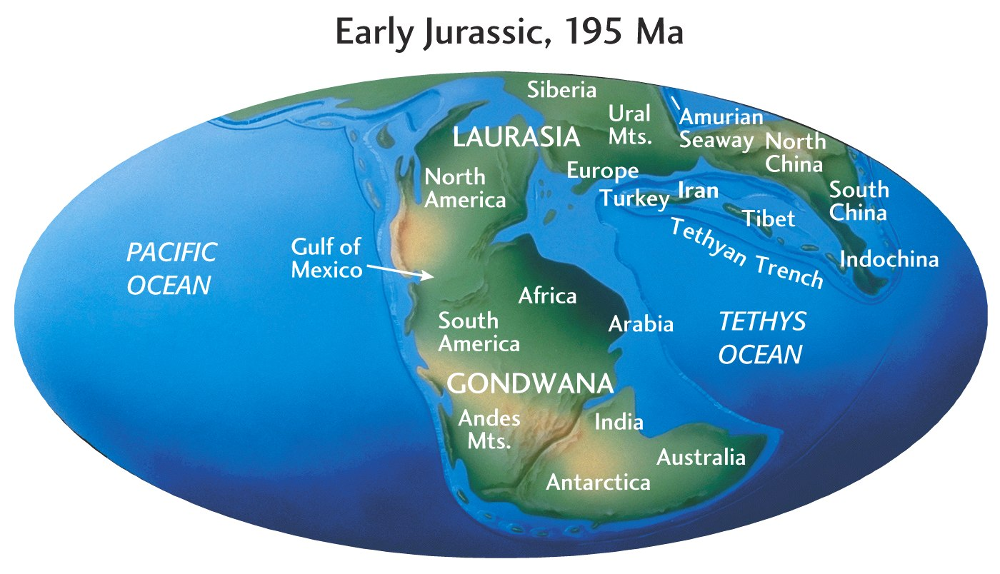 Early Jurassic, 195 Ma
Siberia
Ural
Mts.
Amurian
Seaway
LAURASIA
North
China
North
America
Europe
Turkey
Iran
South
China
Tibet
Tethyan Trench
Indochina
PACIFIC
OCEAN
Gulf of
Mexico
Africa
South
America
Arabia
TETHYS
OCEAN
GONDWANA
Andes
Mts.
India
Australia
Antarctica